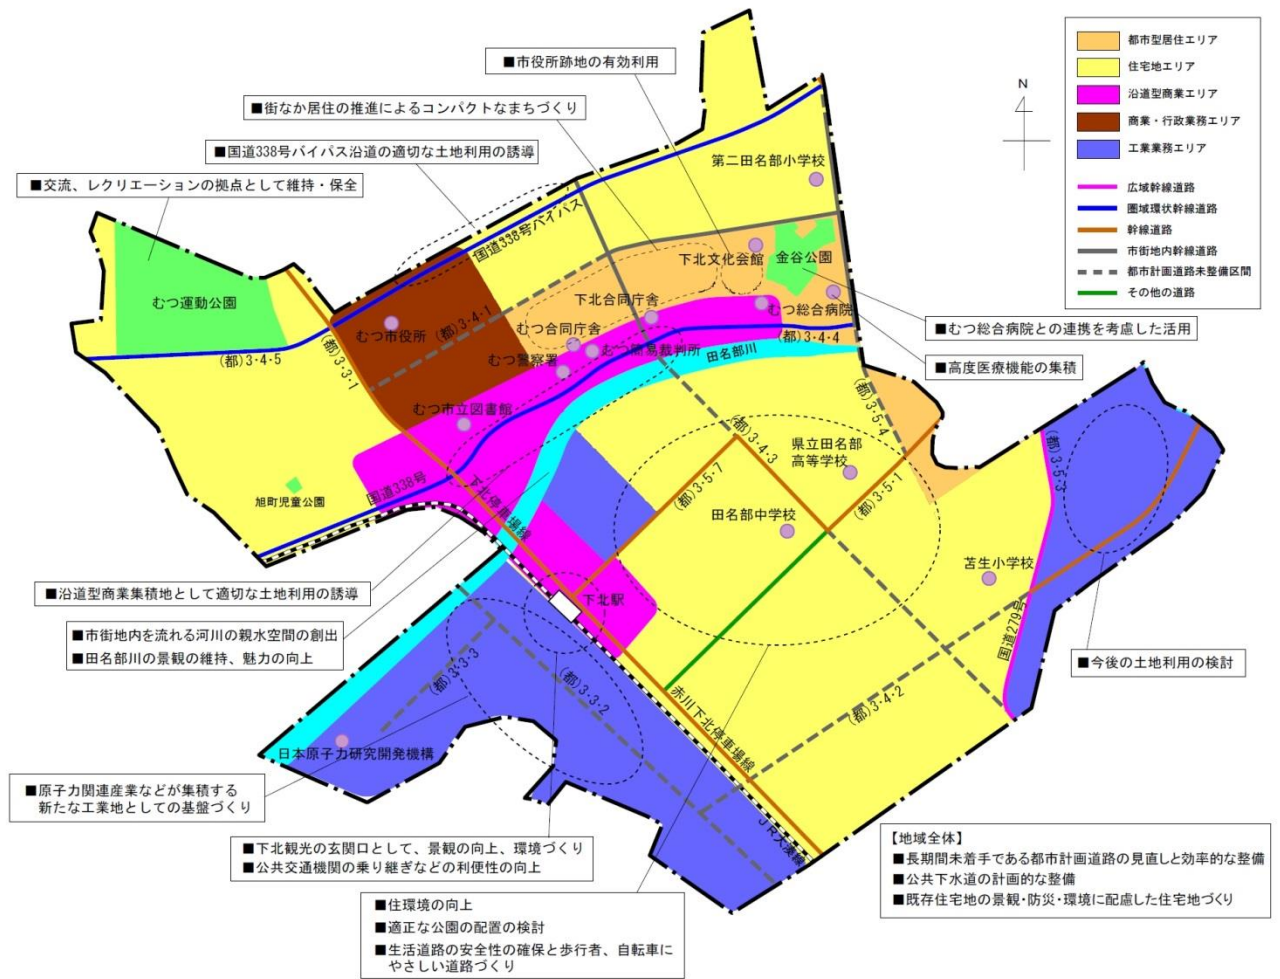 ■市役所跡地の有効利用
■街なか居住の推進によるコンパクトなまちづくり
■国道338号バイパス沿道の適切な土地利用の誘導
■交流、レクリエーションの拠点として維持・保全
都市型居住エリア
住宅地エリア
沿道型商業エリア
商業・行政業務エリア
工業業務エリア
広域幹線道路
圏域環状幹線道路
幹線道路
市街地内幹線道路
都市計画道路未整備区間
その他の道路
N
第二田名部小学校
国道338号バイパス
下北文化会館
金谷公園
むつ運動公園
下北合同庁舎
むつ総合病院
むつ市役所
(都)3・4・1
むつ合同庁舎
むつ簡易裁判所
むつ警察署
田名部川
(都)3・4・4
(都)3・4・5
(都)3・3・1
■むつ総合病院との連携を考慮した活用
■高度医療機能の集積
むつ市立図書館
(都)3・5・4
(都)3・4・3
県立田名部
高等学校
(都)3・5・3
国道338号
下北停車場線
(都)3・5・7
(都)3・5・1
旭町児童公園
田名部中学校
苫生小学校
■沿道型商業集積地として適切な土地利用の誘導
下北駅
国道279号
■市街地内を流れる河川の親水空間の創出
■田名部川の景観の維持、魅力の向上
■今後の土地利用の検討
(都)3・3・3
(都)3・3・2
赤川下北停車場線
(都)3・4・2
日本原子力研究開発機構
■原子力関連産業などが集積する
新たな工業地としての基盤づくり
JR大湊線
■下北観光の玄関口として、景観の向上、環境づくり
■公共交通機関の乗り継ぎなどの利便性の向上
【地域全体】
■長期間未着手である都市計画道路の見直しと効率的な整備
■公共下水道の計画的な整備
■既存住宅地の景観・防災・環境に配慮した住宅地づくり
■住環境の向上
■適正な公園の配置の検討
■生活道路の安全性の確保と歩行者、自転車に
やさしい道路づくり